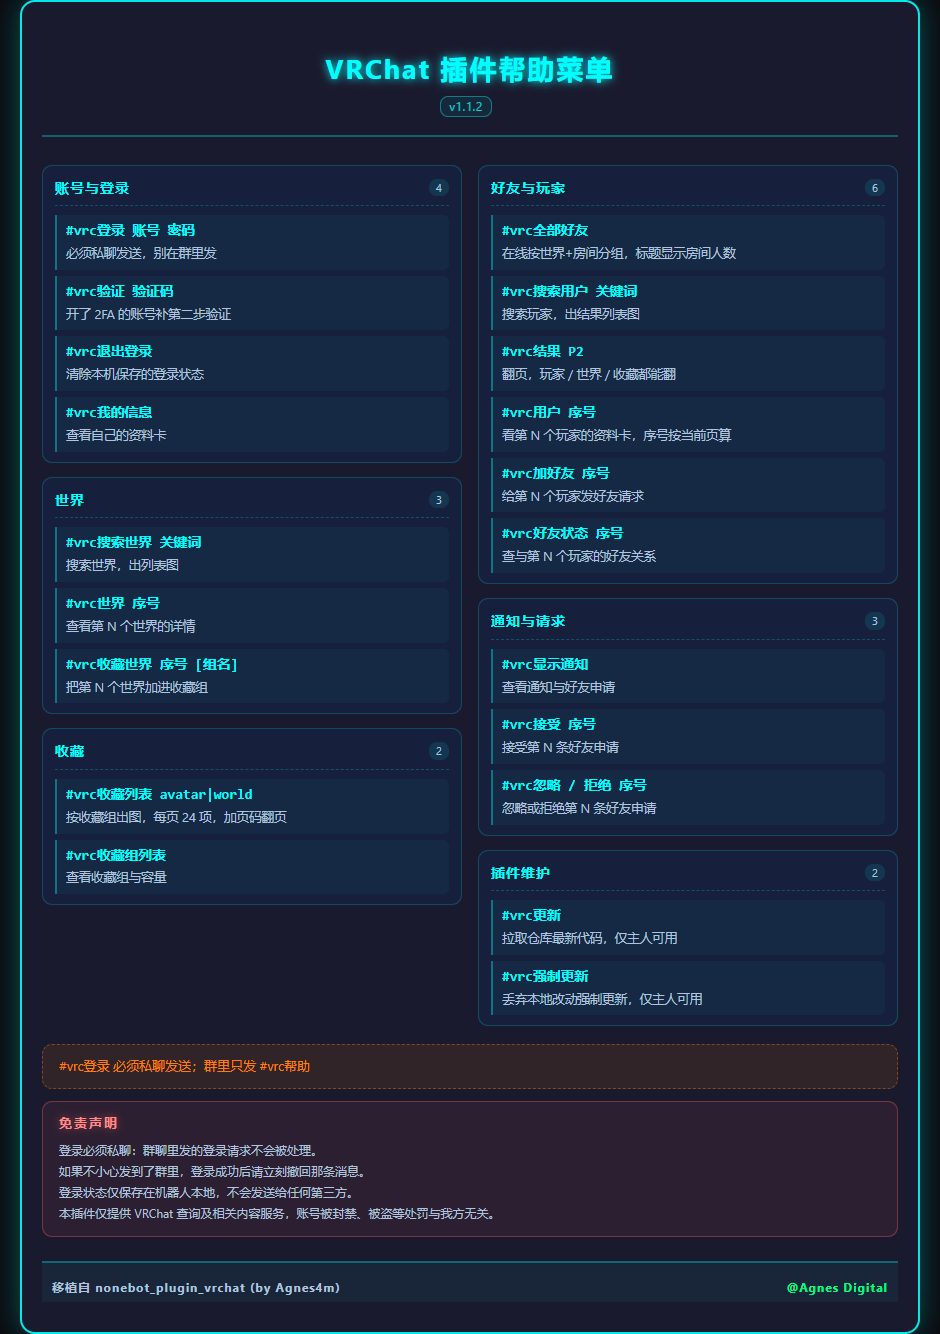 VRChat 插件帮助菜单
v1.1.2
账号与登录
4
#vrc登录 账号 密码
必须私聊发送，别在群里发
#vrc验证 验证码
开了 2FA 的账号补第二步验证
#vrc退出登录
清除本机保存的登录状态
#vrc我的信息
查看自己的资料卡
世界
3
#vrc搜索世界 关键词
搜索世界，出列表图
#vrc世界 序号
查看第 N 个世界的详情
#vrc收藏世界 序号 [组名]
把第 N 个世界加进收藏组
收藏
2
#vrc收藏列表 avatar|world
按收藏组出图，每页 24 项，加页码翻页
#vrc收藏组列表
查看收藏组与容量
好友与玩家
6
#vrc全部好友
在线按世界+房间分组，标题显示房间人数
#vrc搜索用户 关键词
搜索玩家，出结果列表图
#vrc结果 P2
翻页，玩家 / 世界 / 收藏都能翻
#vrc用户 序号
看第 N 个玩家的资料卡，序号按当前页算
#vrc加好友 序号
给第 N 个玩家发好友请求
#vrc好友状态 序号
查与第 N 个玩家的好友关系
通知与请求
3
#vrc显示通知
查看通知与好友申请
#vrc接受 序号
接受第 N 条好友申请
#vrc忽略 / 拒绝 序号
忽略或拒绝第 N 条好友申请
插件维护
2
#vrc更新
拉取仓库最新代码，仅主人可用
#vrc强制更新
丢弃本地改动强制更新，仅主人可用
#vrc登录 必须私聊发送；群里只发 #vrc帮助
免责声明
登录必须私聊：群聊里发的登录请求不会被处理。
如果不小心发到了群里，登录成功后请立刻撤回那条消息。
登录状态仅保存在机器人本地，不会发送给任何第三方。
本插件仅提供 VRChat 查询及相关内容服务，账号被封禁、被盗等处罚与我方无关。
移植自 nonebot_plugin_vrchat (by Agnes4m)
@Agnes Digital